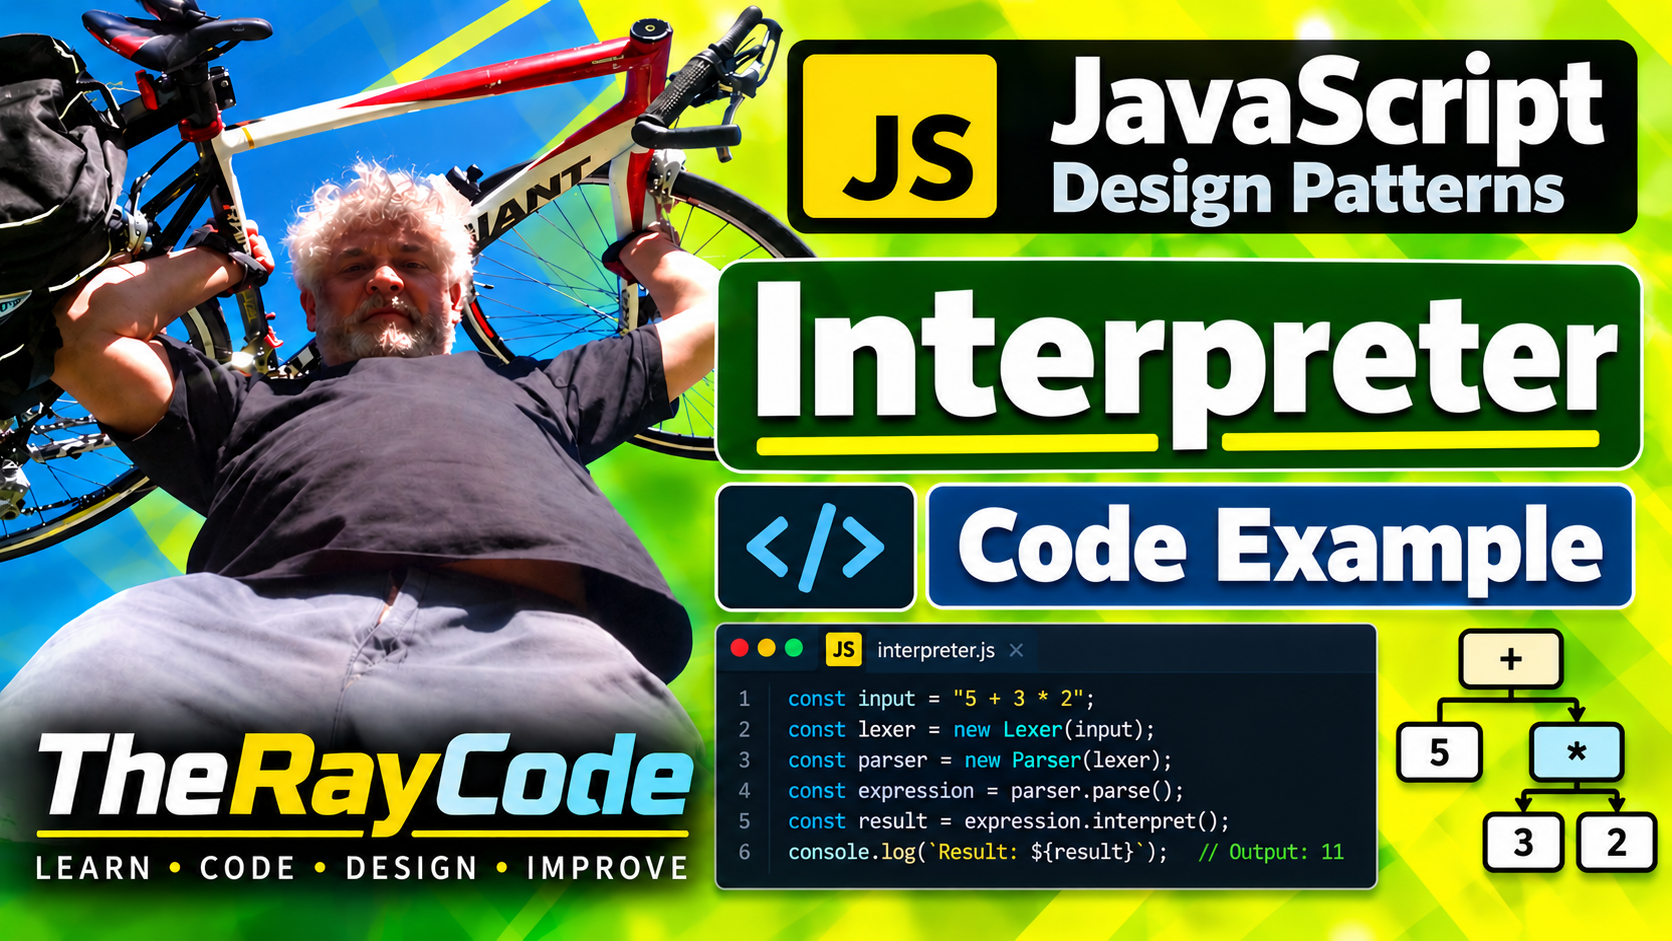 GIANT
JS
JavaScript
Design Patterns
Interpreter
</>
Code Example
JS interpreter.js ×
1 const input = "5 + 3 * 2";
2 const lexer = new Lexer(input);
3 const parser = new Parser(lexer);
4 const expression = parser.parse();
5 const result = expression.interpret();
6 console.log(`Result: ${result}`); // Output: 11
+
5 *
3 2
TheRayCode
LEARN • CODE • DESIGN • IMPROVE